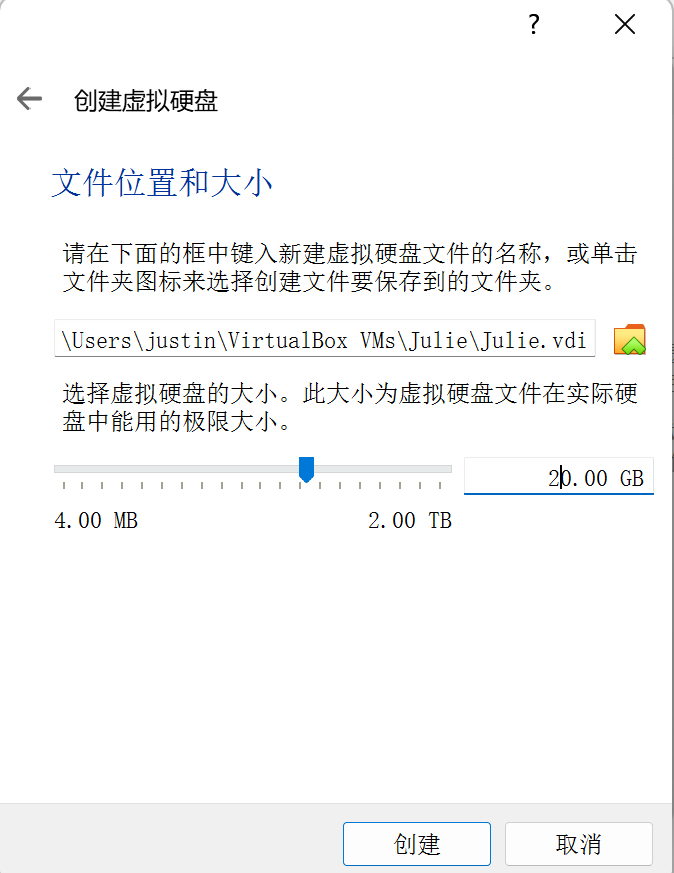 ?
创建虚拟硬盘
文件位置和大小
请在下面的框中键入新建虚拟硬盘文件的名称，或单击
文件夹图标来选择创建文件要保存到的文件夹。
\Users\justin\VirtualBox VMs\Julie\Julie.vdi
选择虚拟硬盘的大小。此大小为虚拟硬盘文件在实际硬
盘中能用的极限大小。
20.00 GB
4.00 MB 2.00 TB
创建 取消